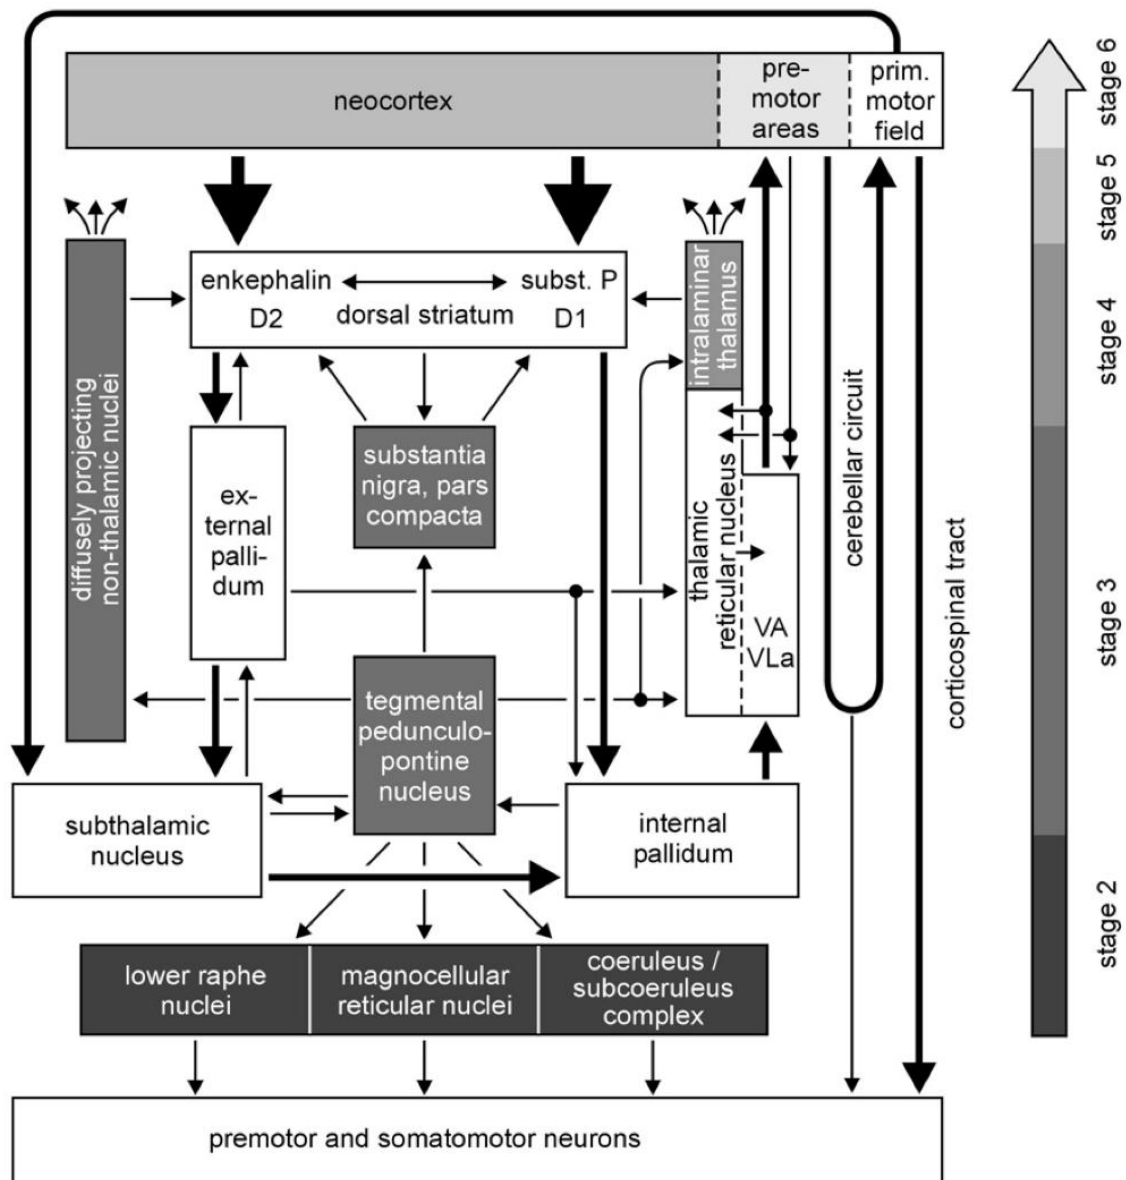 neocortex
pre-
motor
areas
prim.
motor
field
enkephalin
subst. P
D2
dorsal striatum
D1
intralaminar
thalamus
diffusely projecting
non-thalamic nuclei
ex-
ternal
palli-
dum
substantia
nigra, pars
compacta
thalamic
reticular nucleus
VA
VLa
cerebellar circuit
corticospinal tract
tegmental
pedunculo-
pontine
nucleus
subthalamic
nucleus
internal
pallidum
lower raphe
nuclei
magnocellular
reticular nuclei
coeruleus /
subcoeruleus
complex
premotor and somatomotor neurons
stage 6
stage 5
stage 4
stage 3
stage 2